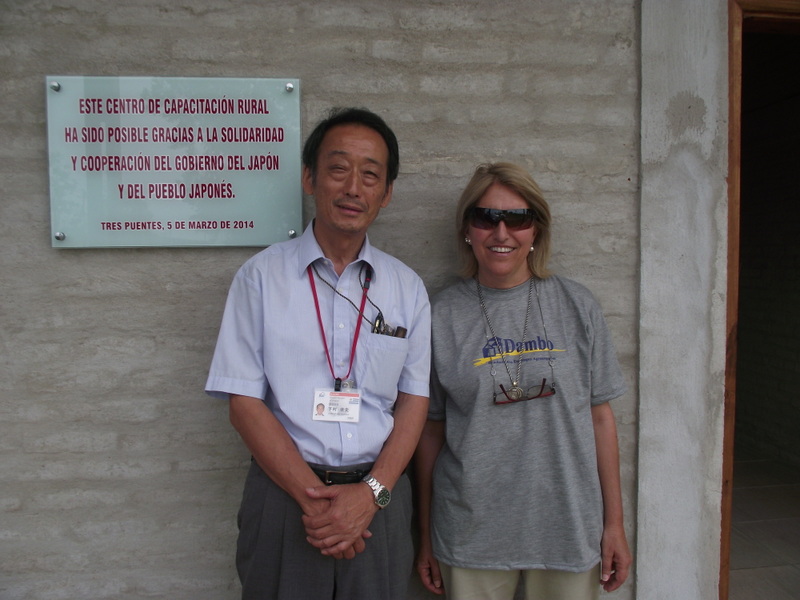 ESTE CENTRO DE CAPACITACIÓN RURAL
HA SIDO POSIBLE GRACIAS A LA SOLIDARIDAD
Y COOPERACIÓN DEL GOBIERNO DEL JAPÓN
Y DEL PUEBLO JAPONÉS.
TRES PUENTES, 5 DE MARZO DE 2014
Dambo